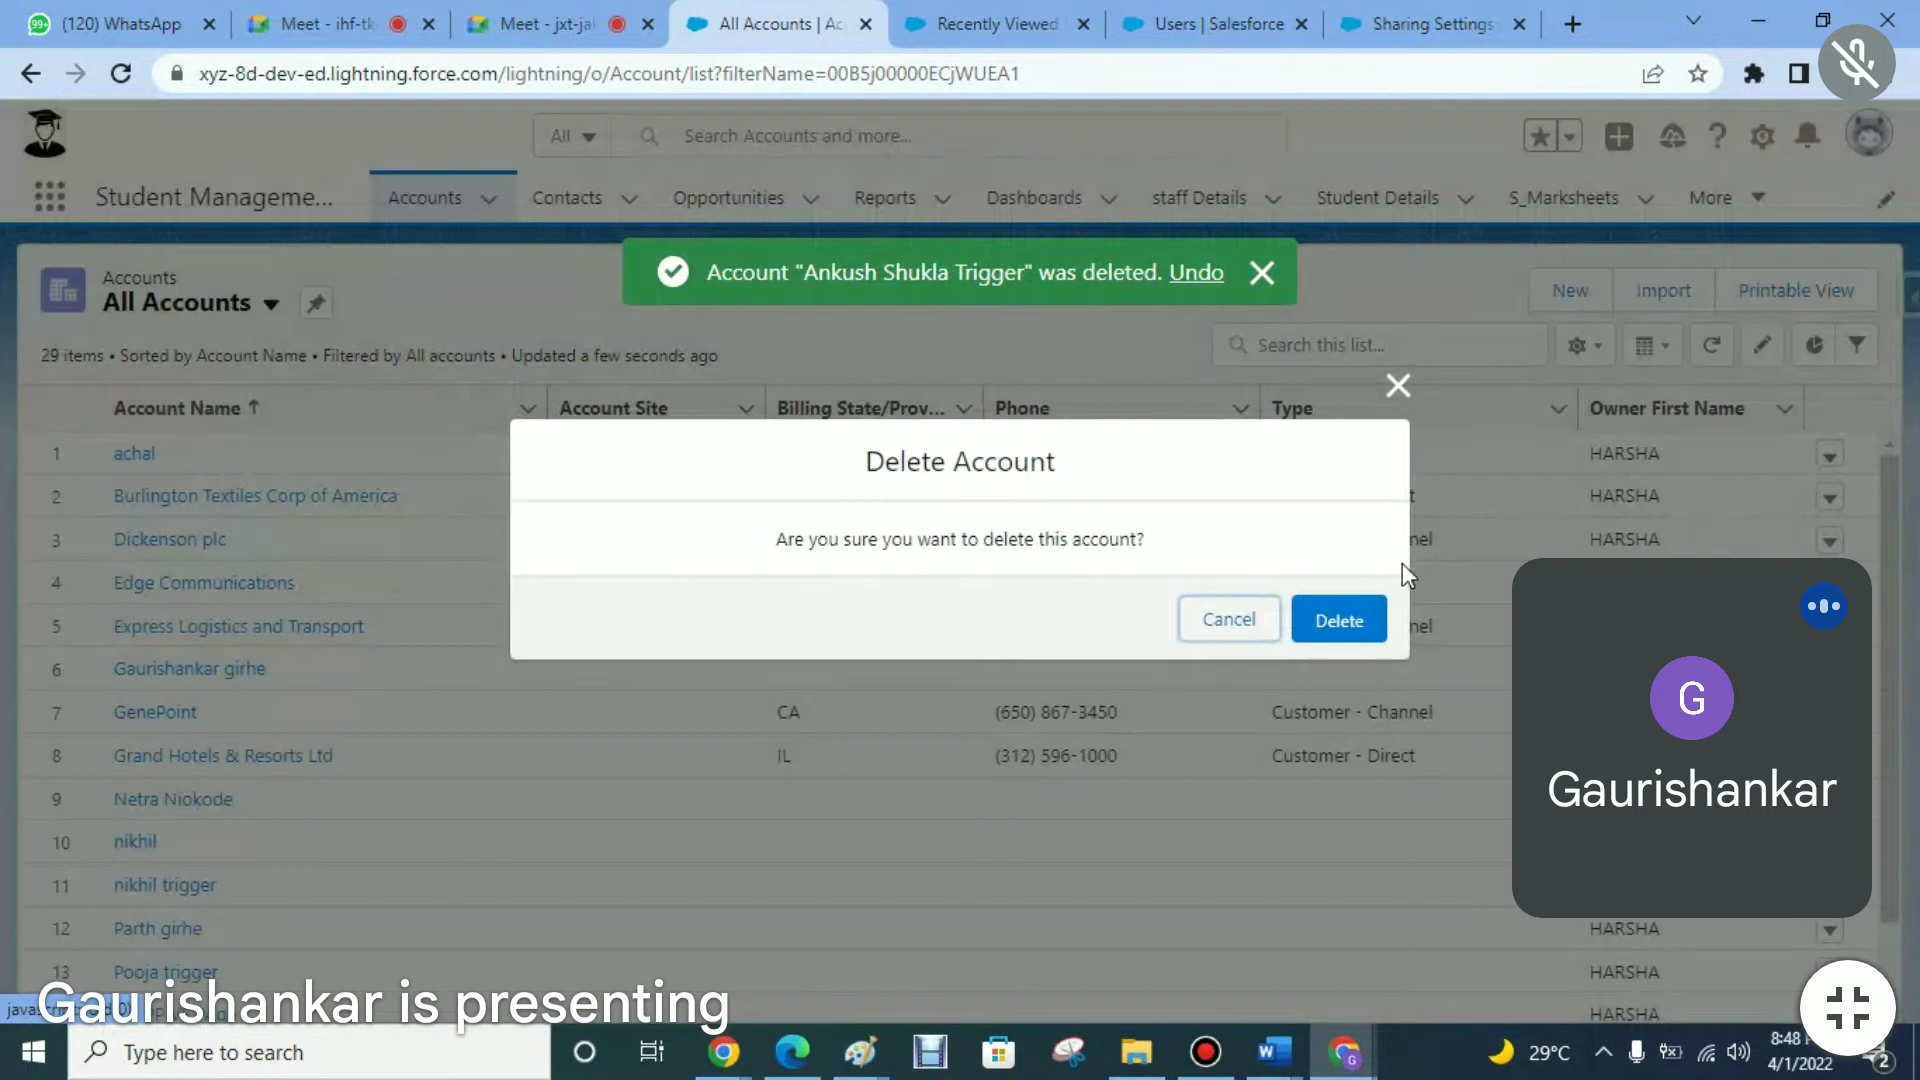 (120) WhatsApp
Meet - ihf-tk
Meet - jxt-ja
All Accounts | Ac
Recently Viewed
Users | Salesforce
Sharing Settings
xyz-8d-dev-ed.lightning.force.com/lightning/o/Account/list?filterName=00B5j00000ECjWUEA1
All
Search Accounts and more...
Student Manageme...
Accounts
Contacts
Opportunities
Reports
Dashboards
staff Details
Student Details
S_Marksheets
More
Account "Ankush Shukla Trigger" was deleted. Undo
Accounts
All Accounts
New
Import
Printable View
29 items • Sorted by Account Name • Filtered by All accounts • Updated a few seconds ago
Search this list...
Account Name
Account Site
Billing State/Prov...
Phone
Type
Owner First Name
Delete Account
Are you sure you want to delete this account?
Cancel
Delete
1 achal HARSHA
2 Burlington Textiles Corp of America t HARSHA
3 Dickenson plc nel HARSHA
4 Edge Communications
5 Express Logistics and Transport nel
6 Gaurishankar girhe
7 GenePoint CA (650) 867-3450 Customer - Channel
8 Grand Hotels & Resorts Ltd IL (312) 596-1000 Customer - Direct
9 Netra Niokode
10 nikhil
11 nikhil trigger
12 Parth girhe HARSHA
13 Pooja trigger HARSHA
HARSHA
G
Gaurishankar
Gaurishankar is presenting
Type here to search
29°C
8:48
4/1/2022
2